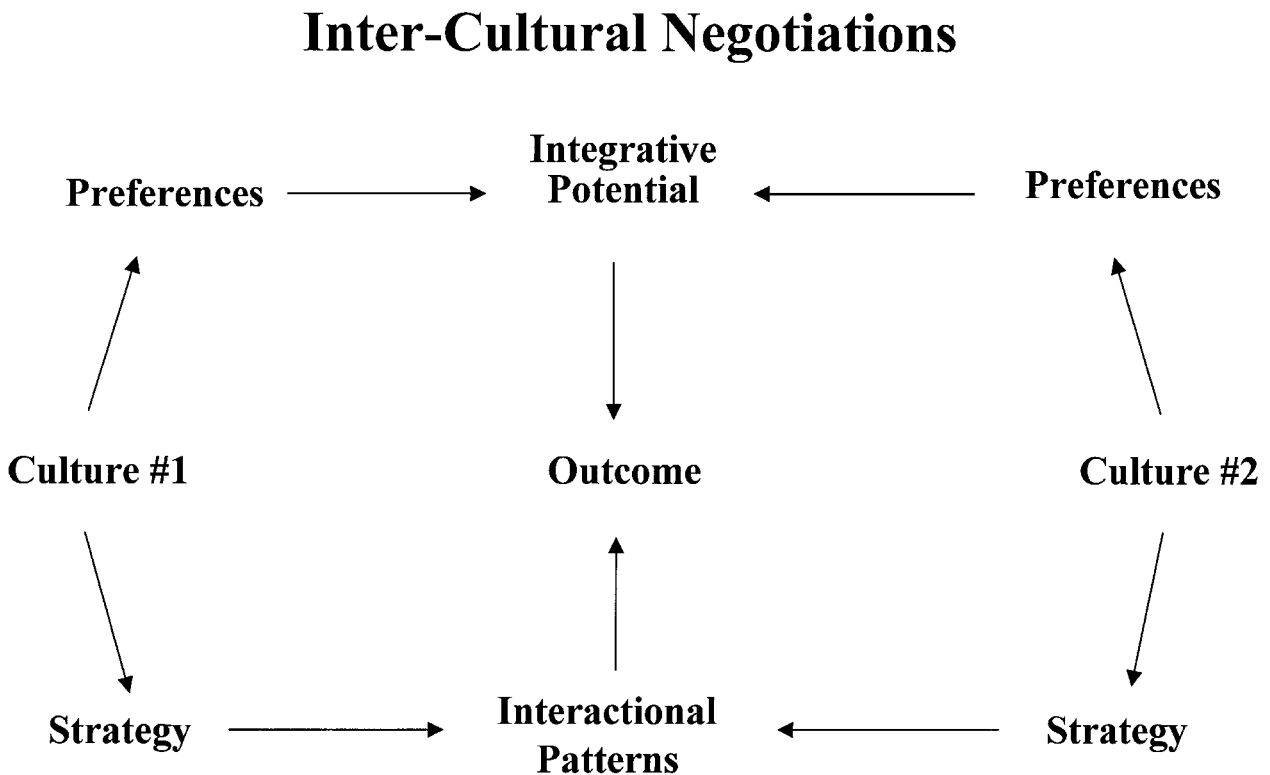 Inter-Cultural Negotiations
Integrative
Potential
Preferences
Preferences
Culture #1
Outcome
Culture #2
Strategy
Interactional
Patterns
Strategy